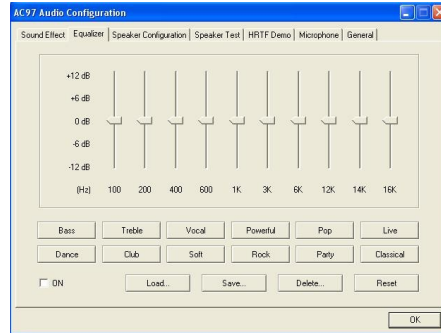 AC97 Audio Configuration
Sound Effect Equalizer Speaker Configuration Speaker Test HRTF Demo Microphone General
+12 dB
+6 dB
0 dB
-6 dB
-12 dB
(Hz) 100 200 400 600 1K 3K 6K 12K 14K 16K
Bass Treble Vocal Powerful Pop Live
Dance Club Soft Rock Party Classical
ON Load... Save... Delete... Reset
OK